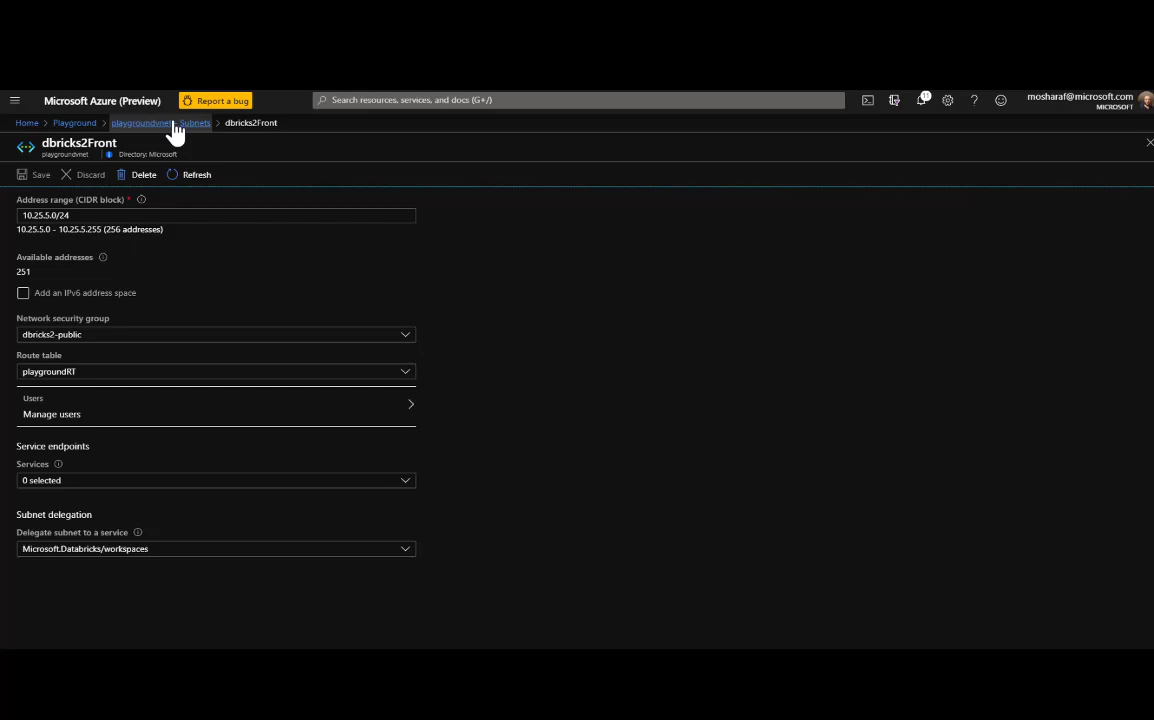 Microsoft Azure (Preview)
Report a bug
Search resources, services, and docs (G+/)
11
mosharaf@microsoft.com
MICROSOFT
Home > Playground > playgroundvnet - Subnets > dbricks2Front
dbricks2Front
playgroundvnet
Directory: Microsoft
Save
Discard
Delete
Refresh
Address range (CIDR block) *
10.25.5.0/24
10.25.5.0 - 10.25.5.255 (256 addresses)
Available addresses
251
Add an IPv6 address space
Network security group
dbricks2-public
Route table
playgroundRT
Users
Manage users
Service endpoints
Services
0 selected
Subnet delegation
Delegate subnet to a service
Microsoft.Databricks/workspaces